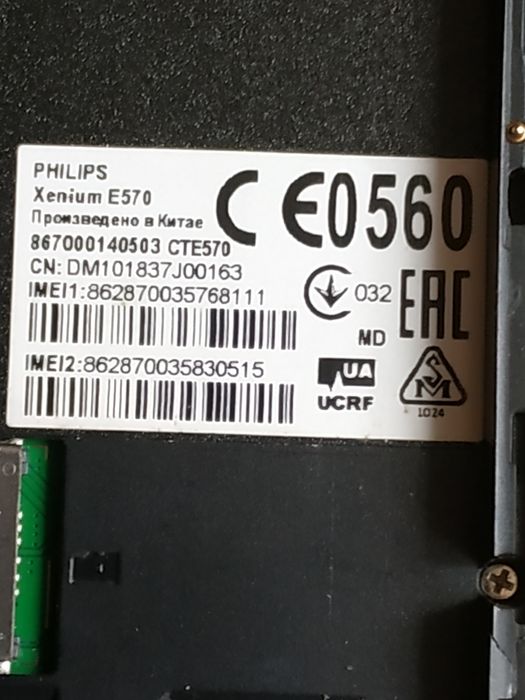 PHILIPS
Xenium E570
Произведено в Китае
867000140503 CTE570
CN: DM101837J00163
IMEI1:862870035768111
IMEI2:862870035830515
CE0560
032
EAC
MD
UA
UCRF
SM
1024